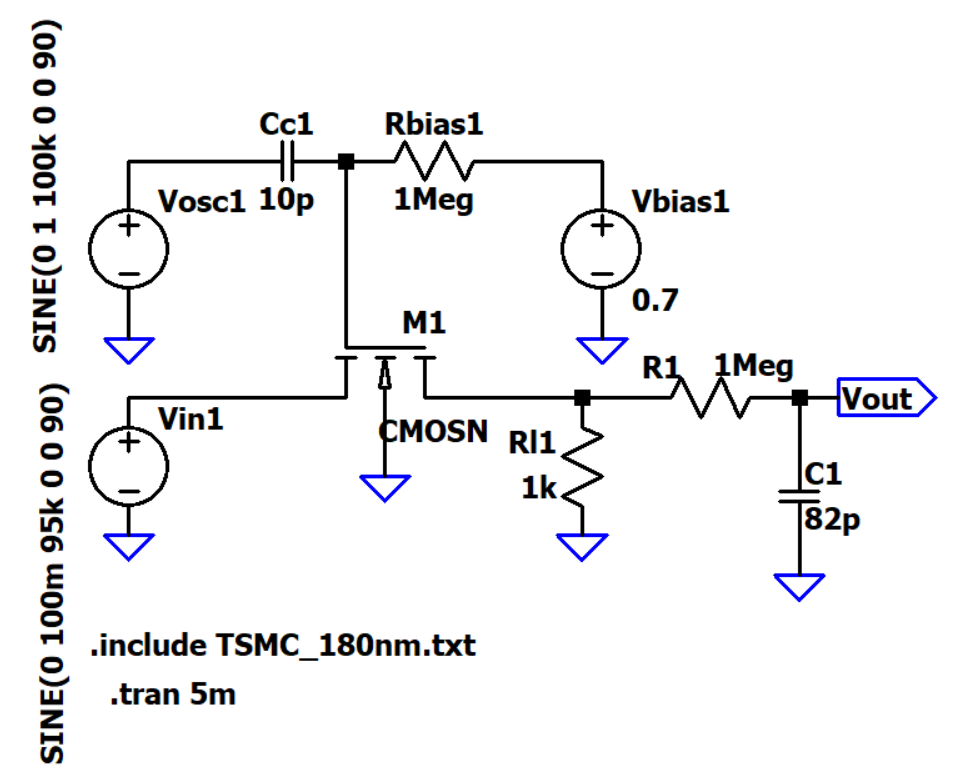 SINE(0 1 100k 0 0 90)
Cc1
Rbias1
Vosc1
10p
1Meg
Vbias1
0.7
M1
R1
1Meg
Vout
SINE(0 100m 95k 0 0 90)
Vin1
CMOSN
Rl1
1k
C1
82p
.include TSMC_180nm.txt
.tran 5m